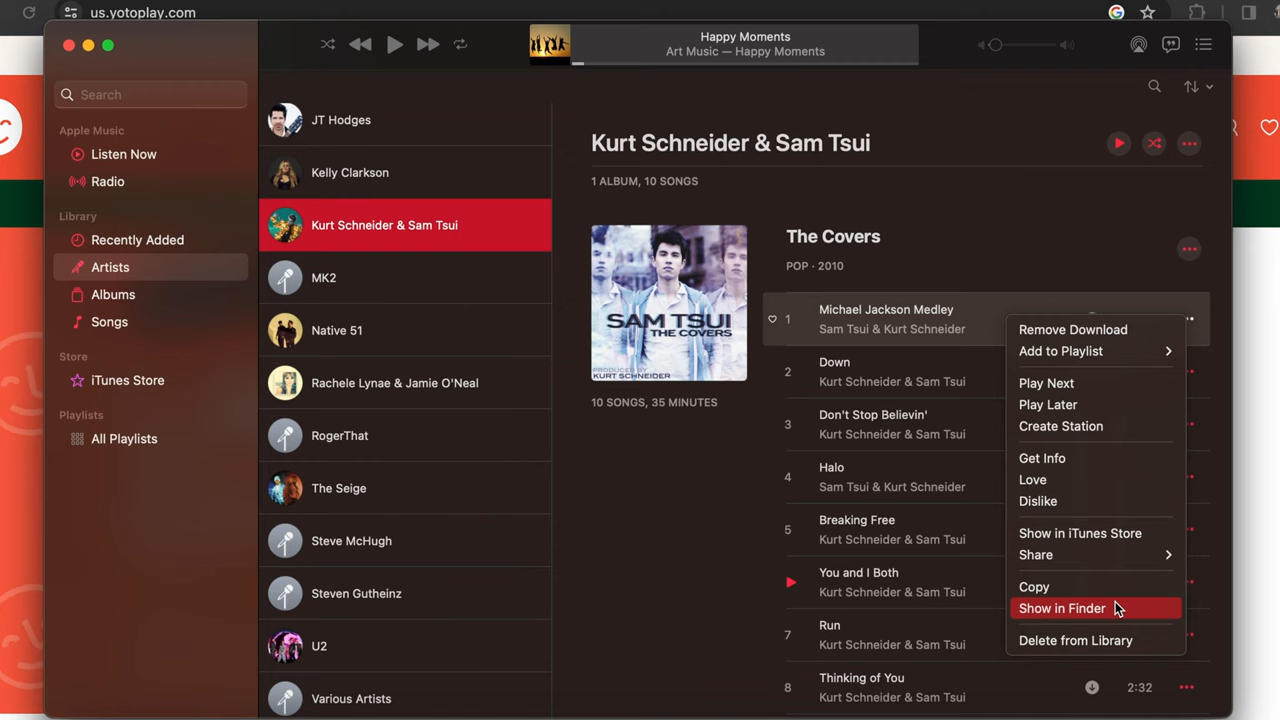 us.yotoplay.com
Happy Moments
Art Music — Happy Moments
Search
Apple Music
Listen Now
Radio
Library
Recently Added
Artists
Albums
Songs
Store
iTunes Store
Playlists
All Playlists
JT Hodges
Kelly Clarkson
Kurt Schneider & Sam Tsui
MK2
Native 51
Rachele Lynae & Jamie O'Neal
RogerThat
The Seige
Steve McHugh
Steven Gutheinz
U2
Various Artists
Kurt Schneider & Sam Tsui
1 ALBUM, 10 SONGS
SAM TSUI
THE COVERS
PRODUCED BY
KURT SCHNEIDER
10 SONGS, 35 MINUTES
The Covers
POP · 2010
1 Michael Jackson Medley
Sam Tsui & Kurt Schneider
2 Down
Kurt Schneider & Sam Tsui
3 Don't Stop Believin'
Kurt Schneider & Sam Tsui
4 Halo
Sam Tsui & Kurt Schneider
5 Breaking Free
Kurt Schneider & Sam Tsui
You and I Both
Kurt Schneider & Sam Tsui
7 Run
Kurt Schneider & Sam Tsui
8 Thinking of You 2:32
Kurt Schneider & Sam Tsui
Remove Download
Add to Playlist
Play Next
Play Later
Create Station
Get Info
Love
Dislike
Show in iTunes Store
Share
Copy
Show in Finder
Delete from Library